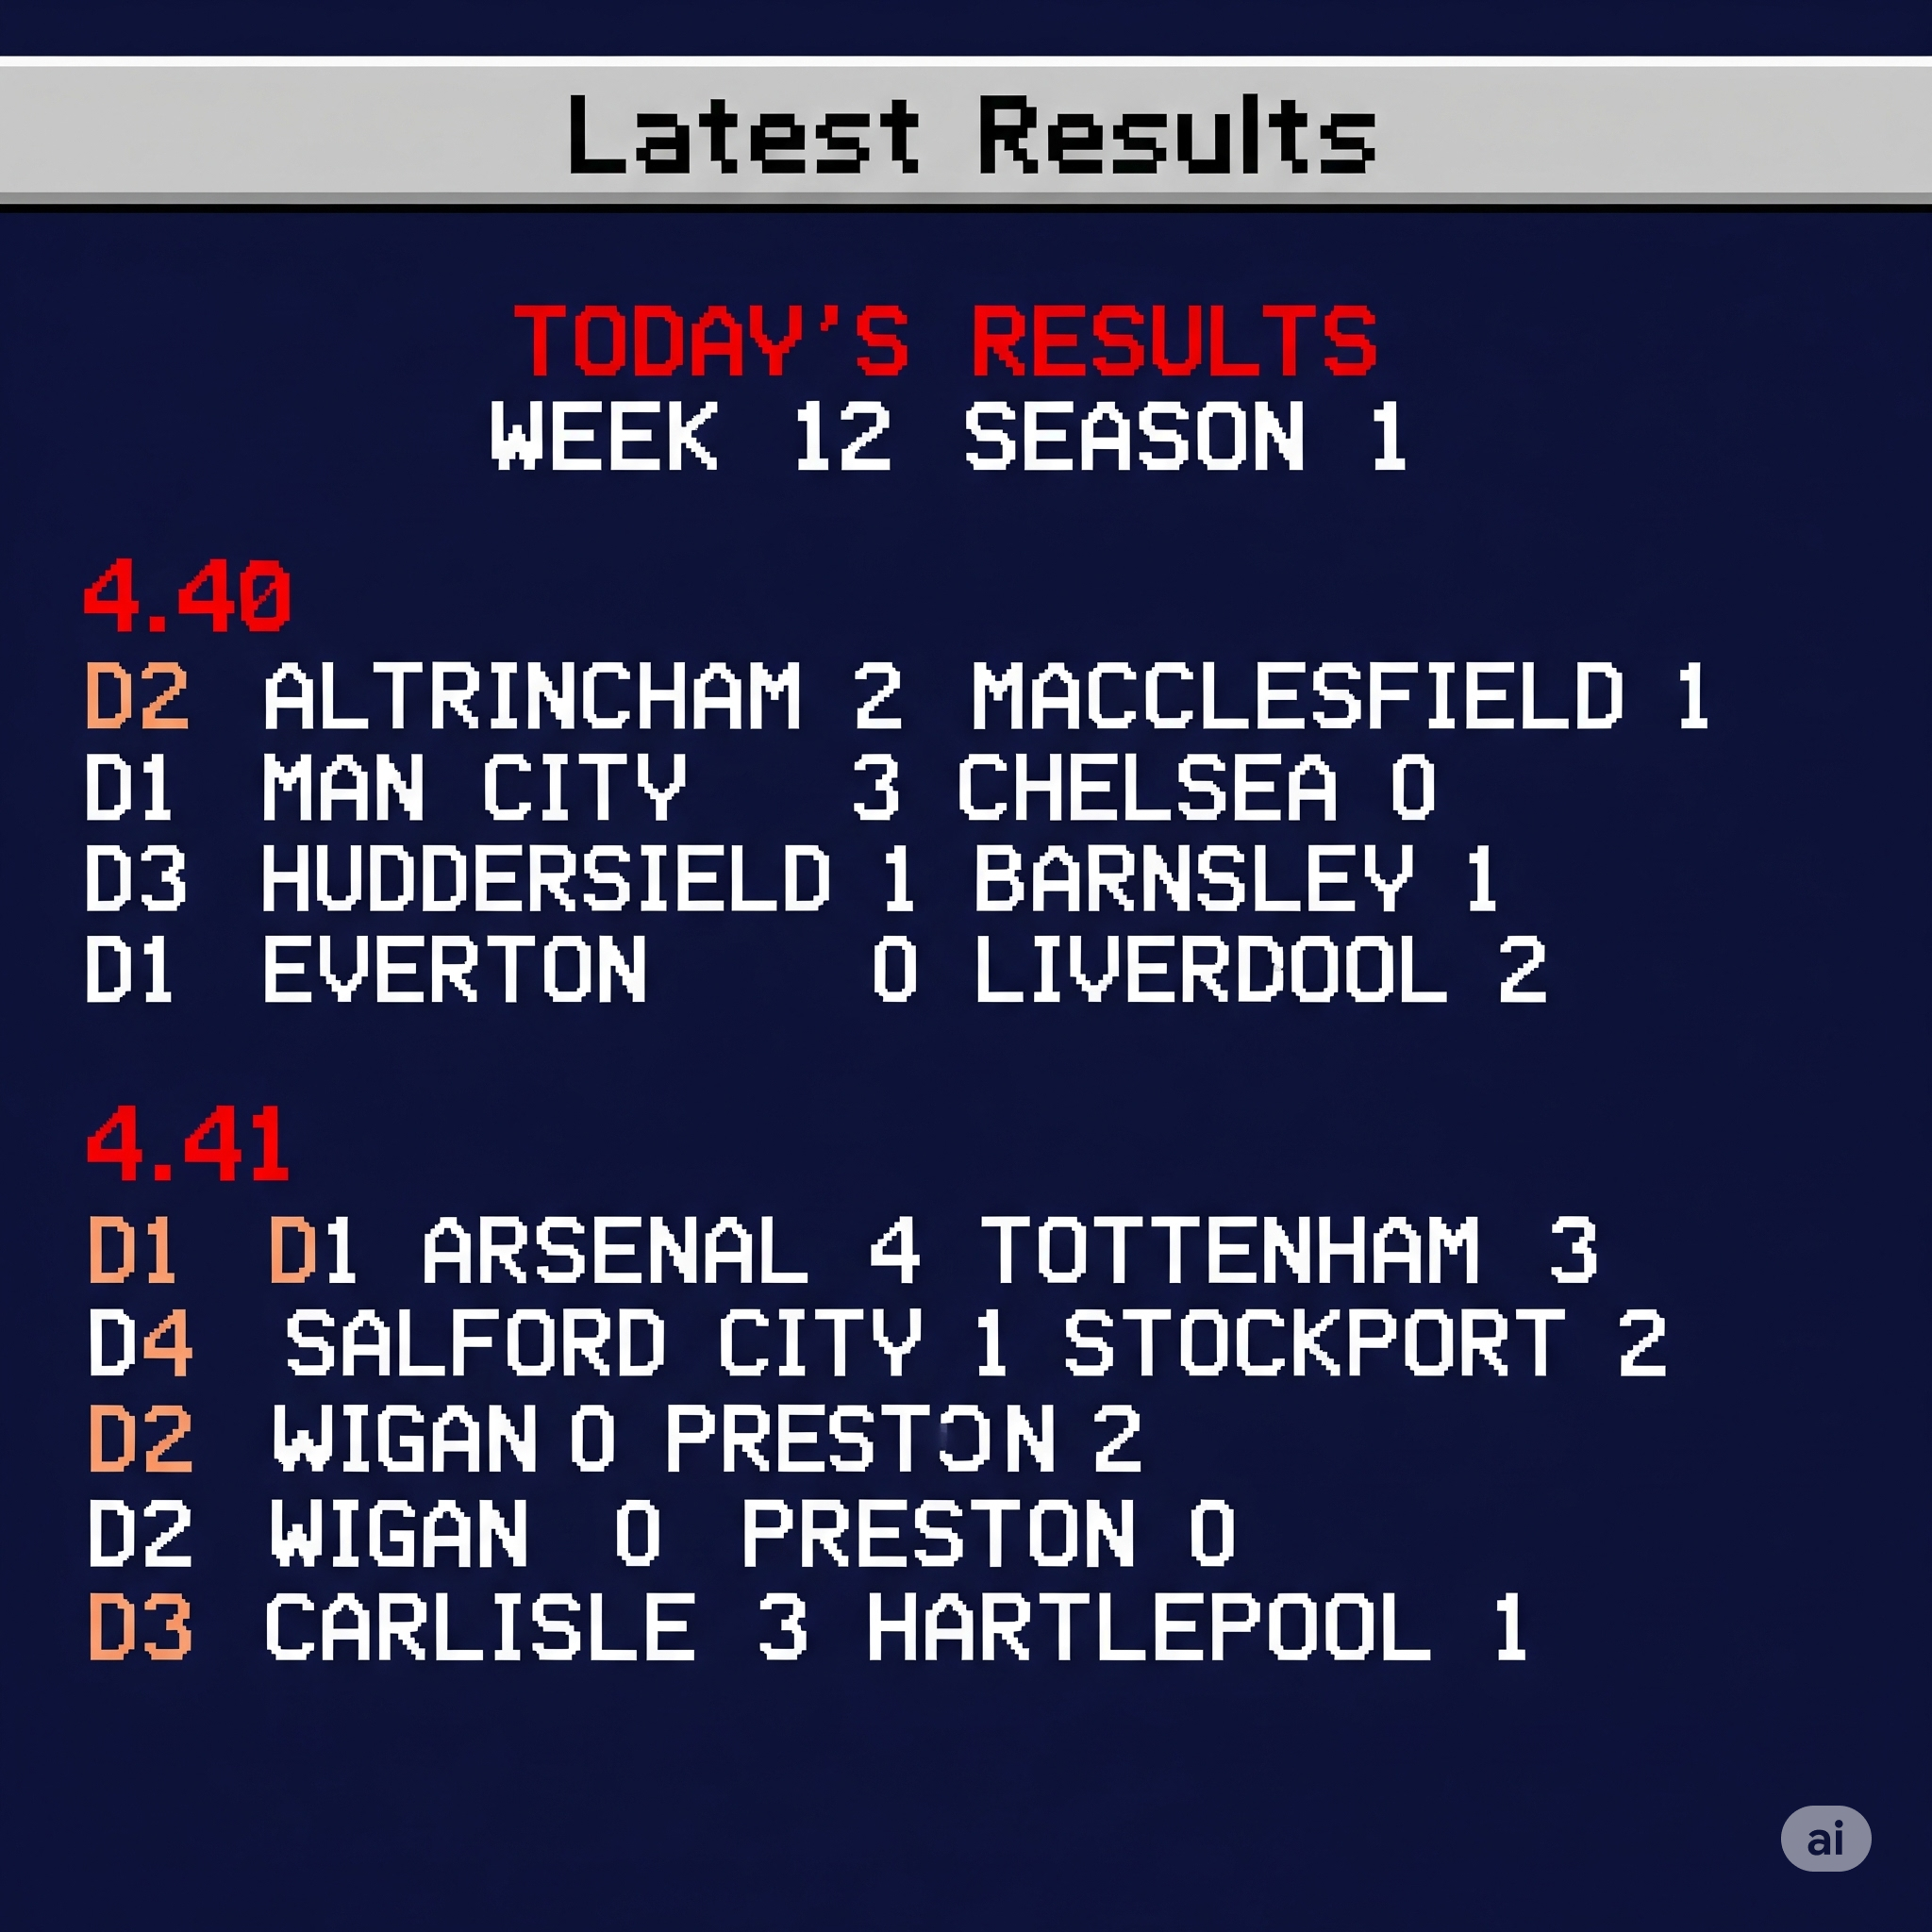 Latest Results
TODAY'S RESULTS
WEEK 12 SEASON 1
4.40
D2 ALTRINCHAM 2 MACCLESFIELD 1
D1 MAN CITY 3 CHELSEA 0
D3 HUDDERSIELD 1 BARNSLEY 1
D1 EVERTON 0 LIVERDOOL 2
4.41
D1 D1 ARSENAL 4 TOTTENHAM 3
D4 SALFORD CITY 1 STOCKPORT 2
D2 WIGAN 0 PRESTON 2
D2 WIGAN 0 PRESTON 0
D3 CARLISLE 3 HARTLEPOOL 1
ai